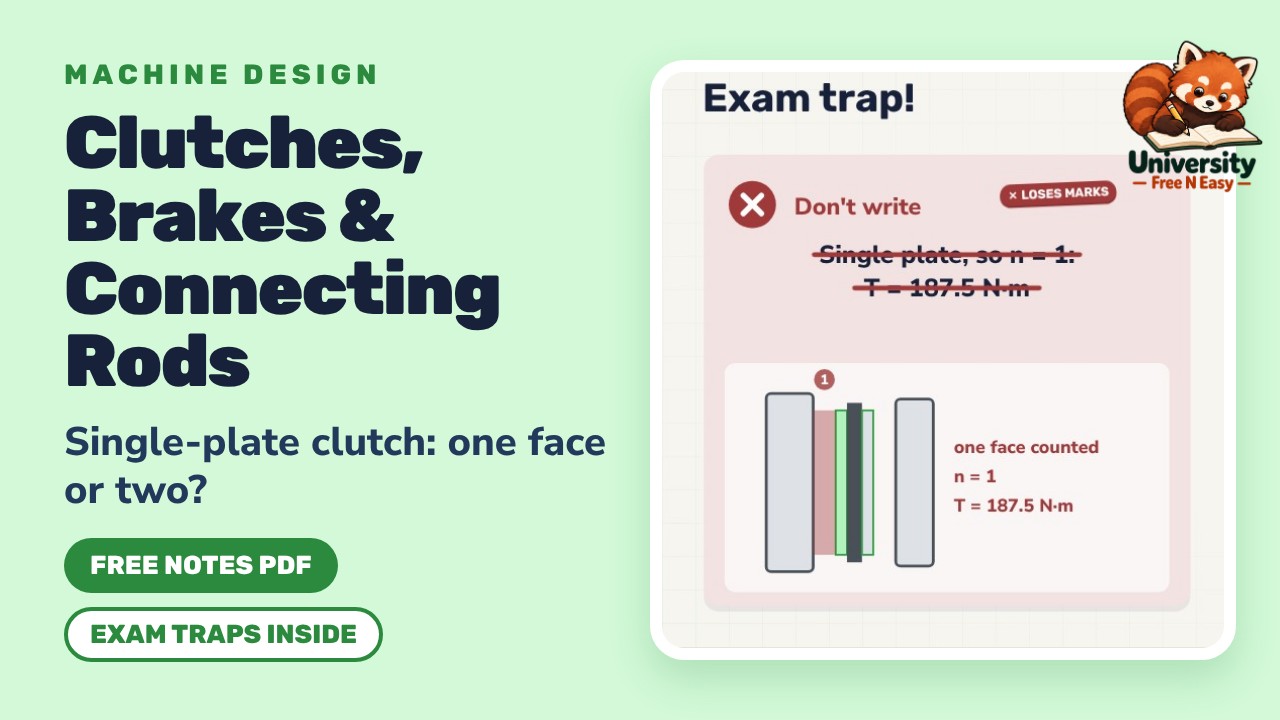 MACHINE DESIGN
Clutches,
Brakes &
Connecting
Rods
Single-plate clutch: one face
or two?
FREE NOTES PDF
EXAM TRAPS INSIDE
Exam trap!
Don't write
× LOSES MARKS
Single plate, so n = 1:
T = 187.5 N·m
1
one face counted
n = 1
T = 187.5 N·m
University
Free N Easy